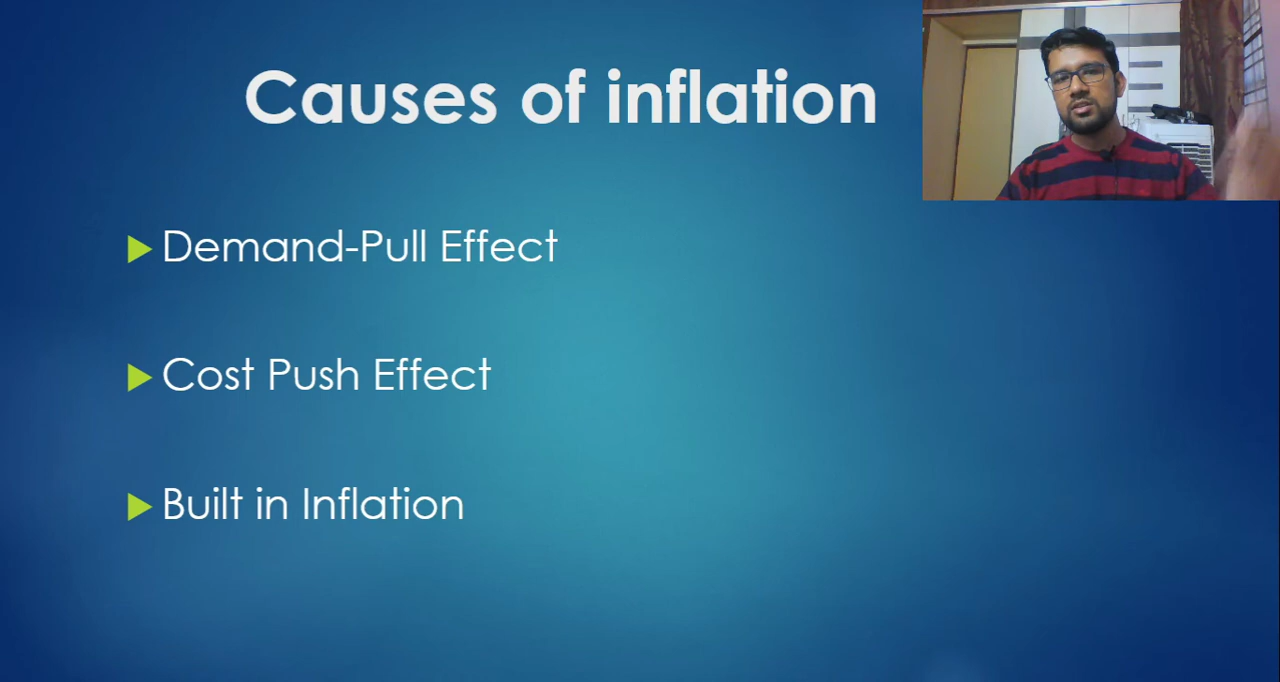 Causes of inflation
Demand-Pull Effect
Cost Push Effect
Built in Inflation